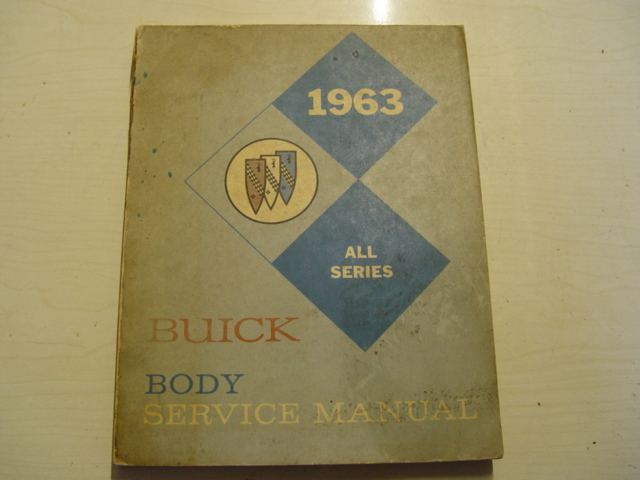 1963
ALL
SERIES
BUICK
BODY
SERVICE MANUAL